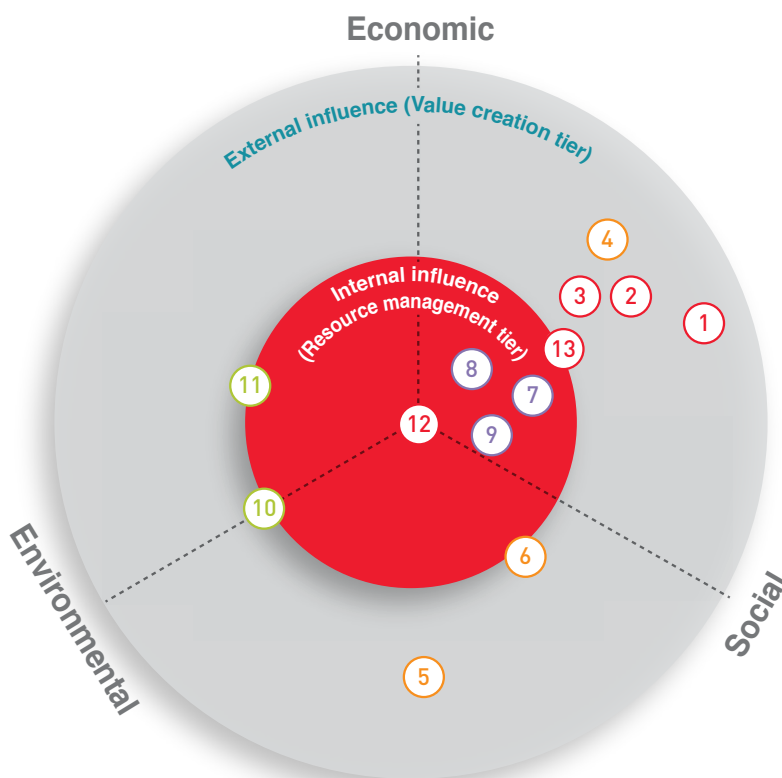 Economic
External influence (Value creation tier)
4
Internal influence
(Resource management tier)
3
2
1
13
8
11
7
12
9
10
6
Environmental
Social
5